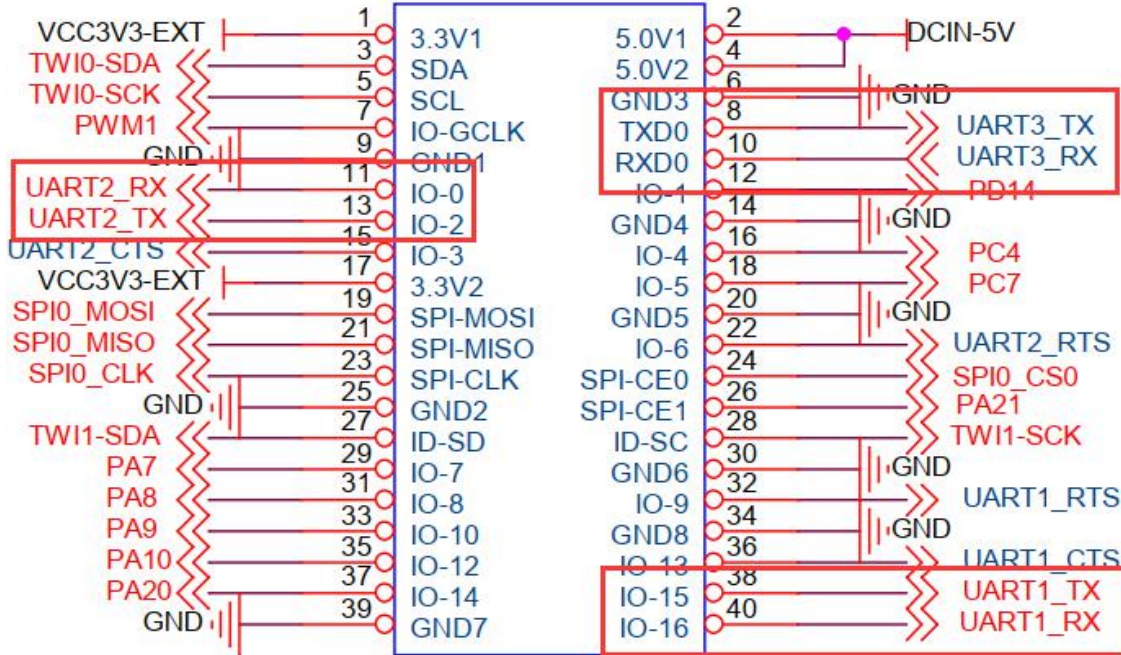 VCC3V3-EXT 1 3.3V1 5.0V1 2 DCIN-5V
TWI0-SDA 3 SDA 5.0V2 4
TWI0-SCK 5 SCL GND3 6 GND
PWM1 7 IO-GCLK TXD0 8 UART3_TX
GND 9 GND1 RXD0 10 UART3_RX
UART2_RX 11 IO-0 IO-1 12 PD14
UART2_TX 13 IO-2 GND4 14 GND
UART2_CTS 15 IO-3 IO-4 16 PC4
VCC3V3-EXT 17 3.3V2 IO-5 18 PC7
SPI0_MOSI 19 SPI-MOSI GND5 20 GND
SPI0_MISO 21 SPI-MISO IO-6 22 UART2_RTS
SPI0_CLK 23 SPI-CLK SPI-CE0 24 SPI0_CS0
GND 25 GND2 SPI-CE1 26 PA21
TWI1-SDA 27 ID-SD ID-SC 28 TWI1-SCK
PA7 29 IO-7 GND6 30 GND
PA8 31 IO-8 IO-9 32 UART1_RTS
PA9 33 IO-10 GND8 34 GND
PA10 35 IO-12 IO-13 36 UART1_CTS
PA20 37 IO-14 IO-15 38 UART1_TX
GND 39 GND7 IO-16 40 UART1_RX